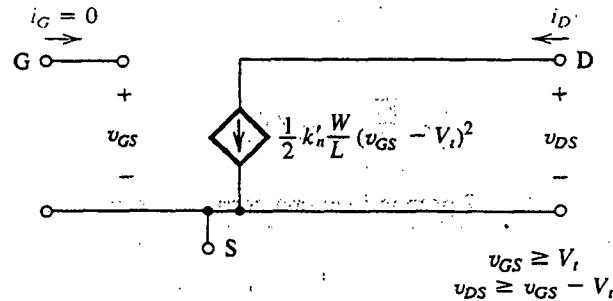 i_G = 0
i_D
G
D
+
+
v_GS
1/2 k'_n W/L (v_GS − V_t)^2
v_DS
−
−
S
v_GS ≥ V_t
v_DS ≥ v_GS − V_t